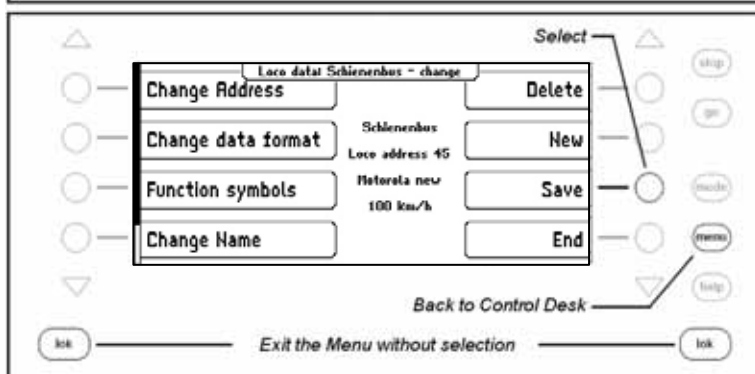 Select
stop
Loco data: Schienenbus - change
Change Address
Delete
go
Change data format
Schienenbus
Loco address 45
New
Function symbols
Motorola new
100 km/h
Save
mode
Change Name
End
menu
help
Back to Control Desk
lok
Exit the Menu without selection
lok